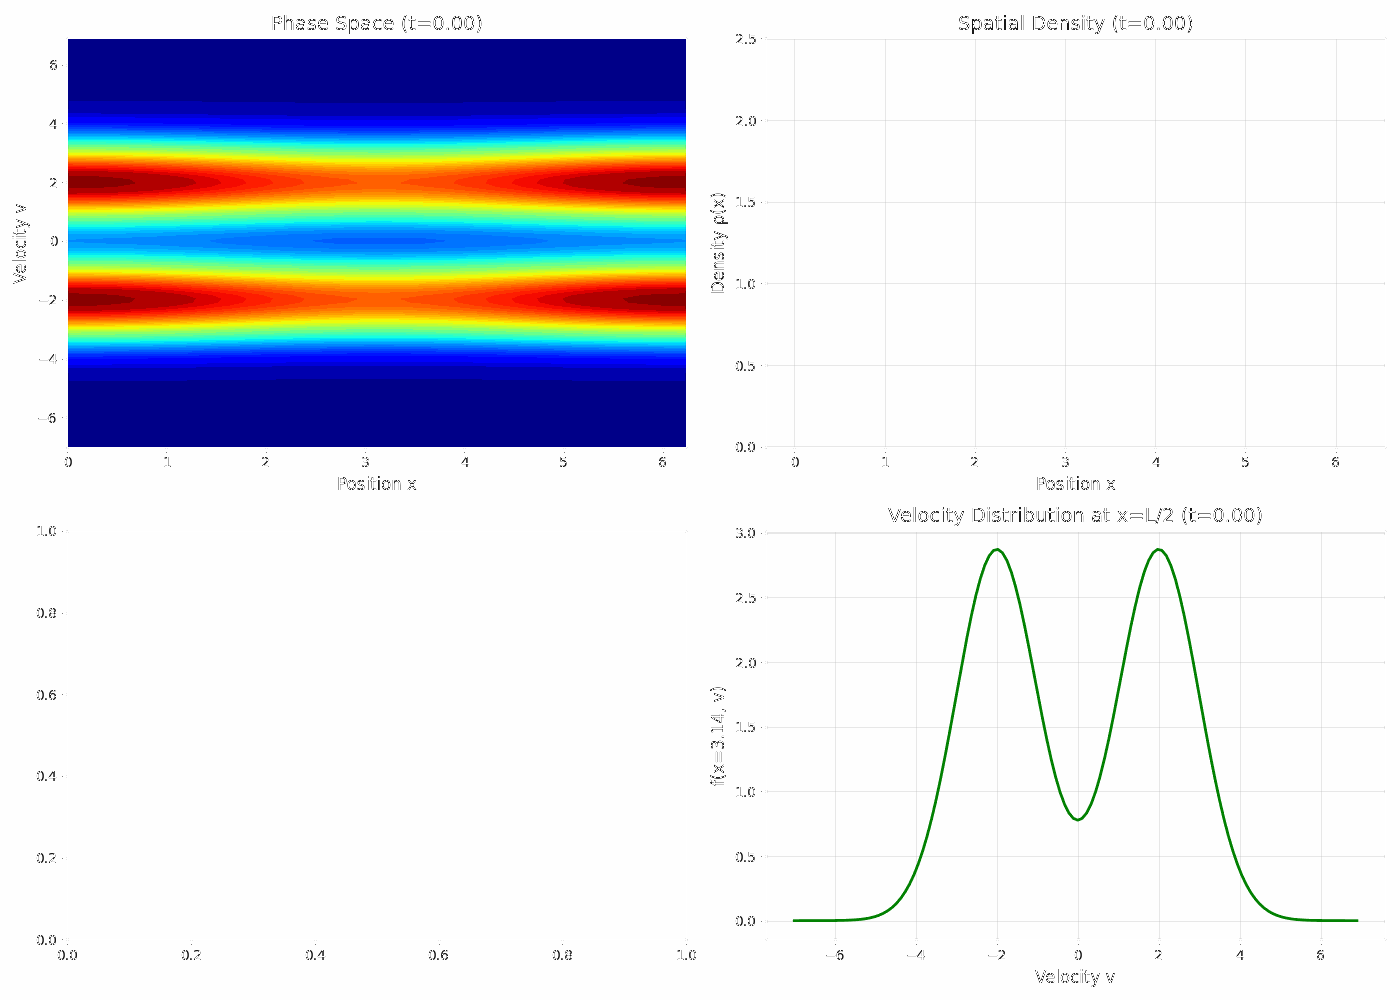 Phase Space (t=0.00)
6
4
2
0
−2
−4
−6
Velocity v
0 1 2 3 4 5 6
Position x
Spatial Density (t=0.00)
2.5
2.0
1.5
1.0
0.5
0.0
Density ρ(x)
0 1 2 3 4 5 6
Position x
1.0
0.8
0.6
0.4
0.2
0.0
0.0 0.2 0.4 0.6 0.8 1.0
Velocity Distribution at x=L/2 (t=0.00)
3.0
2.5
2.0
1.5
1.0
0.5
0.0
f(x=3.14, v)
−6 −4 −2 0 2 4 6
Velocity v